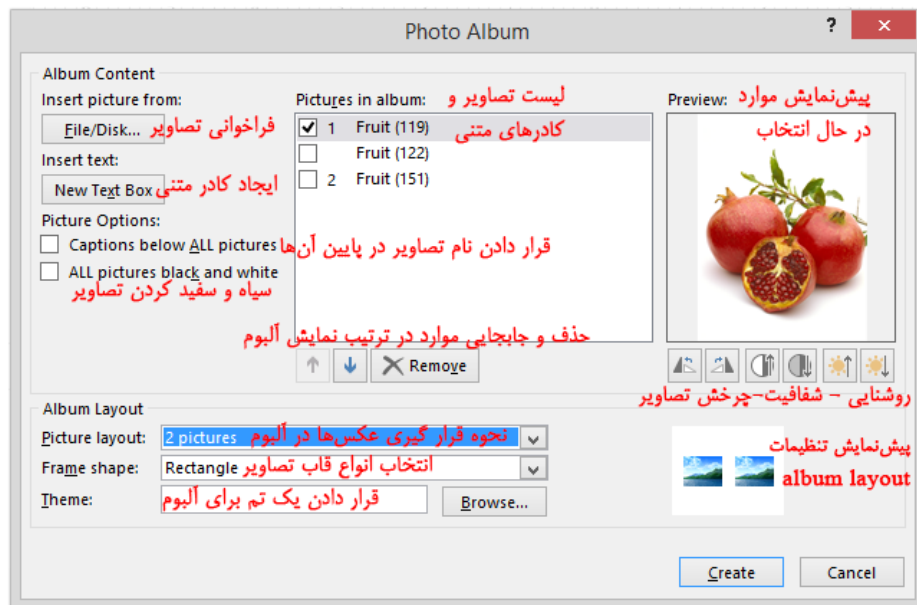 Photo Album
?
×
Album Content
Insert picture from:
File/Disk...
فراخوانی تصاویر
Insert text:
New Text Box
ایجاد کادر متنی
Picture Options:
Captions below ALL pictures
قرار دادن نام تصاویر در پایین آن‌ها
ALL pictures black and white
سیاه و سفید کردن تصاویر
Pictures in album:
لیست تصاویر و
کادرهای متنی
1 Fruit (119)
Fruit (122)
2 Fruit (151)
حذف و جابجایی موارد در ترتیب نمایش آلبوم
Remove
Preview:
پیش‌نمایش موارد
در حال انتخاب
روشنایی - شفافیت-چرخش تصاویر
Album Layout
Picture layout:
2 pictures
نحوه قرار گیری عکس‌ها در آلبوم
Frame shape:
Rectangle
انتخاب انواع قاب تصاویر
Theme:
قرار دادن یک تم برای آلبوم
Browse...
پیش‌نمایش تنظیمات
album layout
Create
Cancel